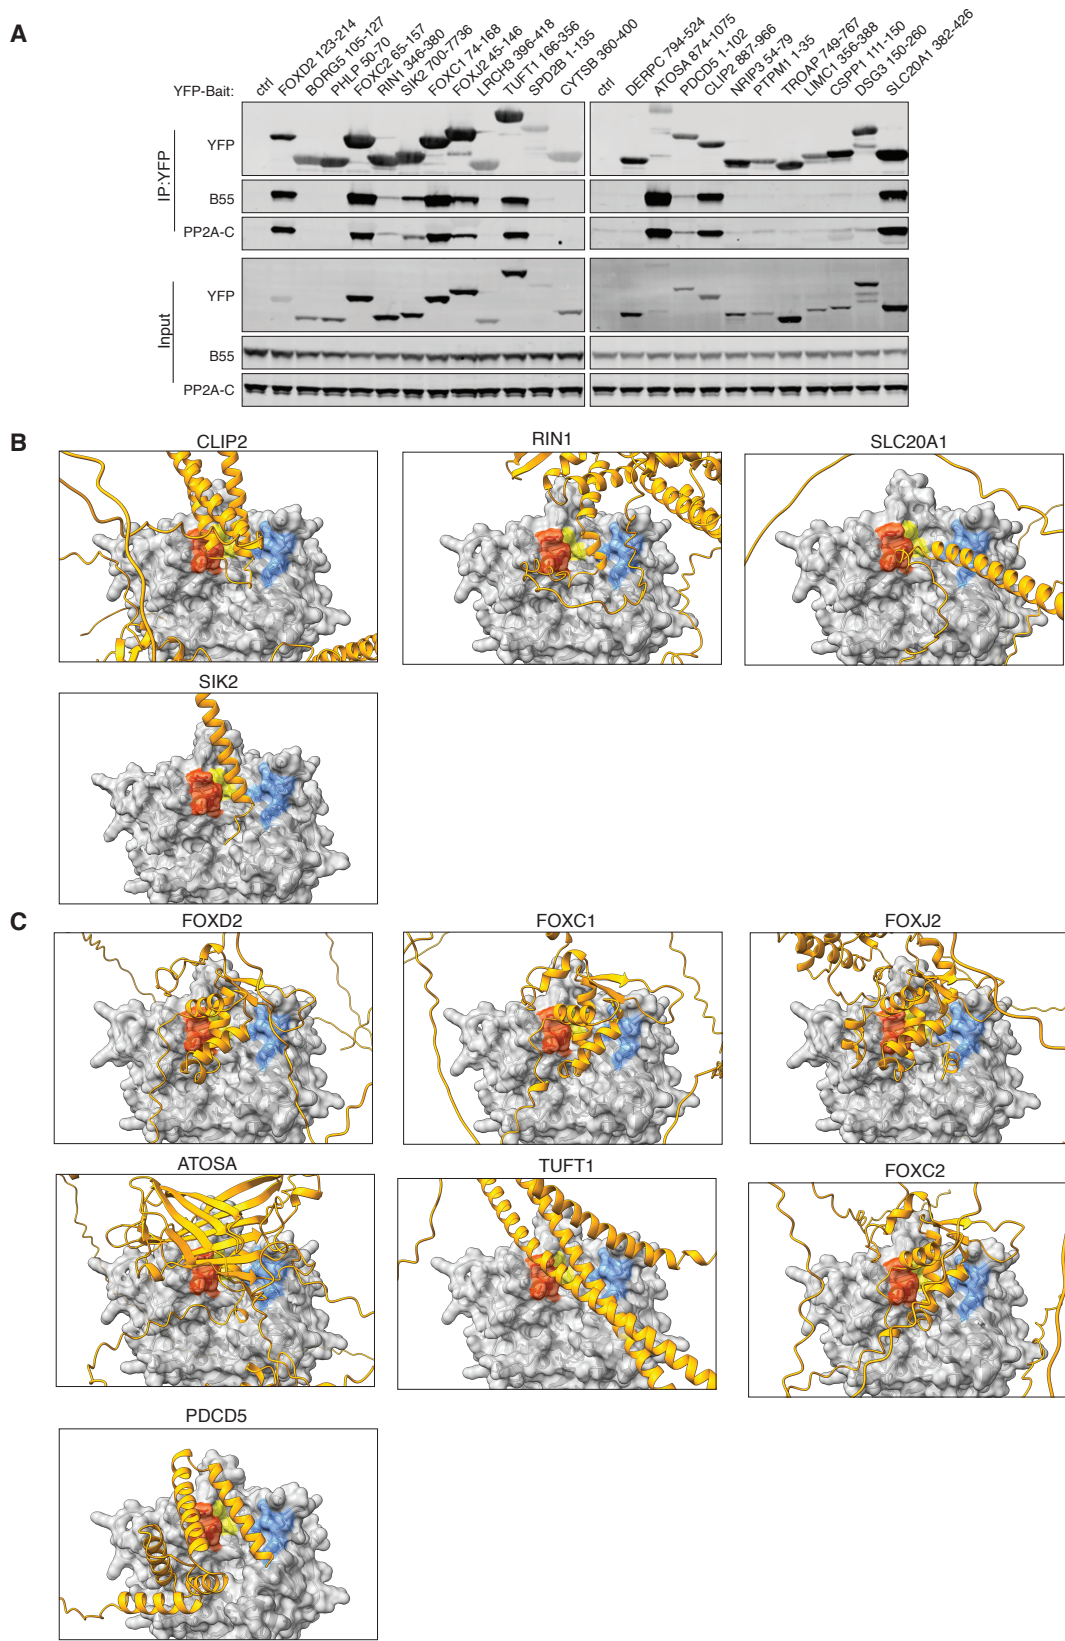 A
YFP-Bait:
ctrl
FOXD2 123-214
BORG5 105-127
PHLP 50-70
FOXC2 65-157
RIN1 346-380
SIK2 700-7736
FOXC1 74-168
FOXJ2 45-146
LRCH3 396-418
TUFT1 166-356
SPD2B 1-135
CYTSB 360-400
ctrl
DERPC 794-524
ATOSA 874-1075
PDCD5 1-102
CLIP2 887-966
NRIP3 54-79
PTPM1 1-35
TROAP 749-767
LIMC1 356-388
CSPP1 111-150
DSG3 150-260
SLC20A1 382-426
IP:YFP
YFP
B55
PP2A-C
Input
YFP
B55
PP2A-C
B
CLIP2
RIN1
SLC20A1
SIK2
C
FOXD2
FOXC1
FOXJ2
ATOSA
TUFT1
FOXC2
PDCD5